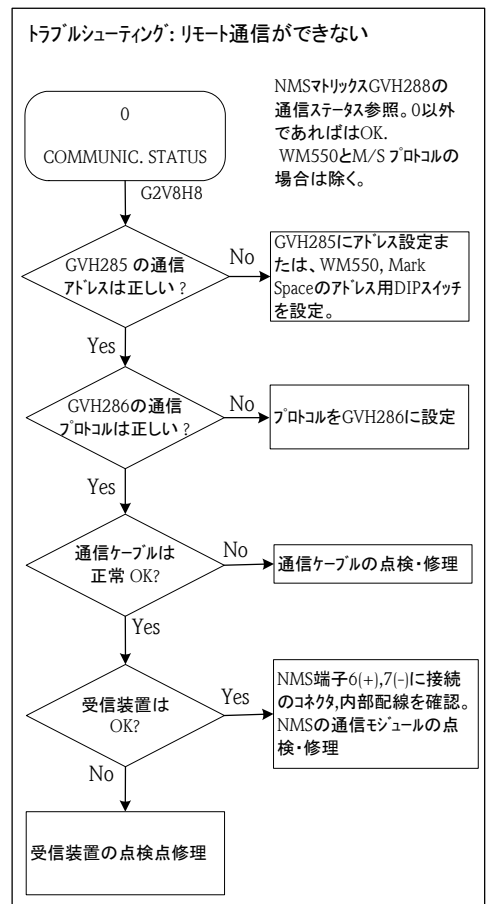 トラブルシューティング: リモート通信ができない
NMSマトリックスGVH288の
通信ステータス参照。0以外
であればはOK.
WM550とM/S プロトコルの
場合は除く。
0
COMMUNIC. STATUS
G2V8H8
GVH285 の通信
アドレスは正しい ?
No
GVH285にアドレス設定ま
たは、WM550, Mark
Spaceのアドレス用DIPスイッチ
を設定。
Yes
GVH286の通信
プロトコルは正しい ?
No
プロトコルをGVH286に設定
Yes
通信ケーブルは
正常 OK?
No
通信ケーブルの点検・修理
Yes
受信装置は
OK?
Yes
NMS端子6(+),7(-)に接続
のコネクタ,内部配線を確認。
NMSの通信モジュールの点
検・修理
No
受信装置の点検点修理